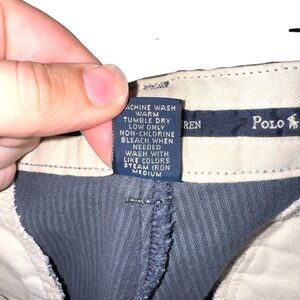 MACHINE WASH
WARM
TUMBLE DRY
LOW ONLY
NON-CHLORINE
BLEACH WHEN
NEEDED
WASH WITH
LIKE COLORS
STEAM IRON
MEDIUM
REN
POLO